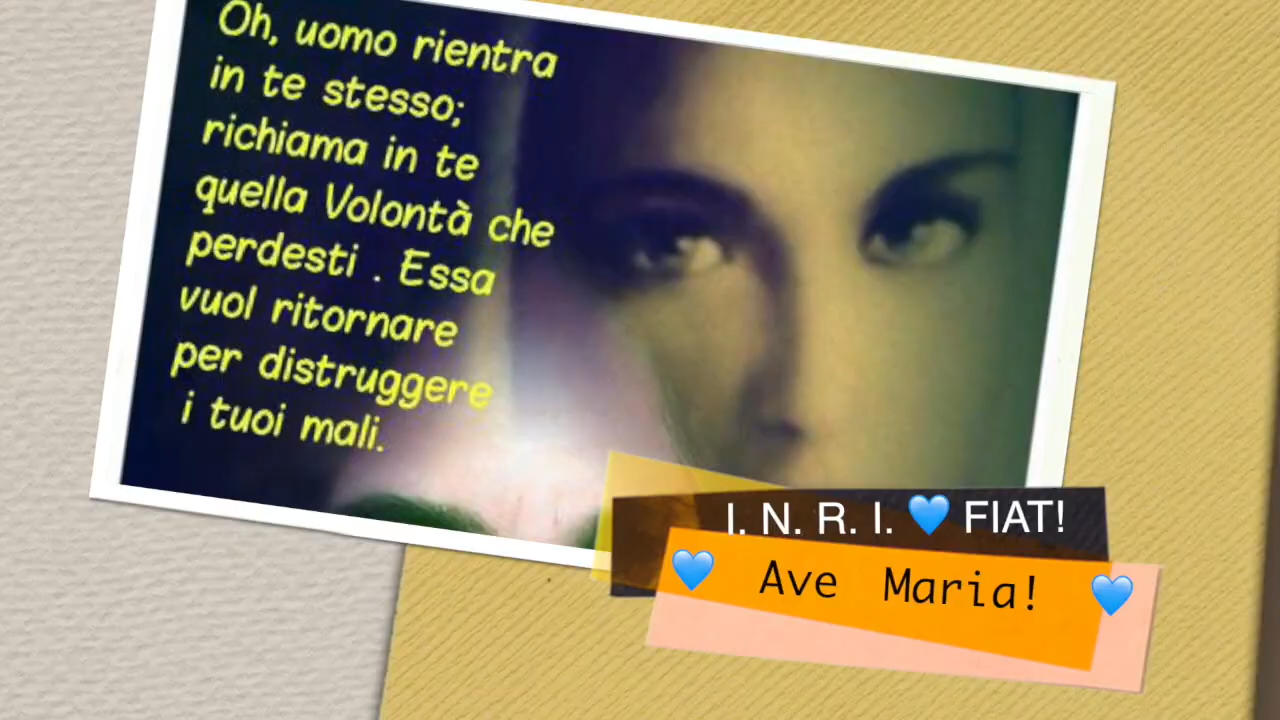 Oh, uomo rientra
in te stesso;
richiama in te
quella Volontà che
perdesti . Essa
vuol ritornare
per distruggere
i tuoi mali.
I. N. R. I. 💙 FIAT!
💙 Ave Maria! 💙